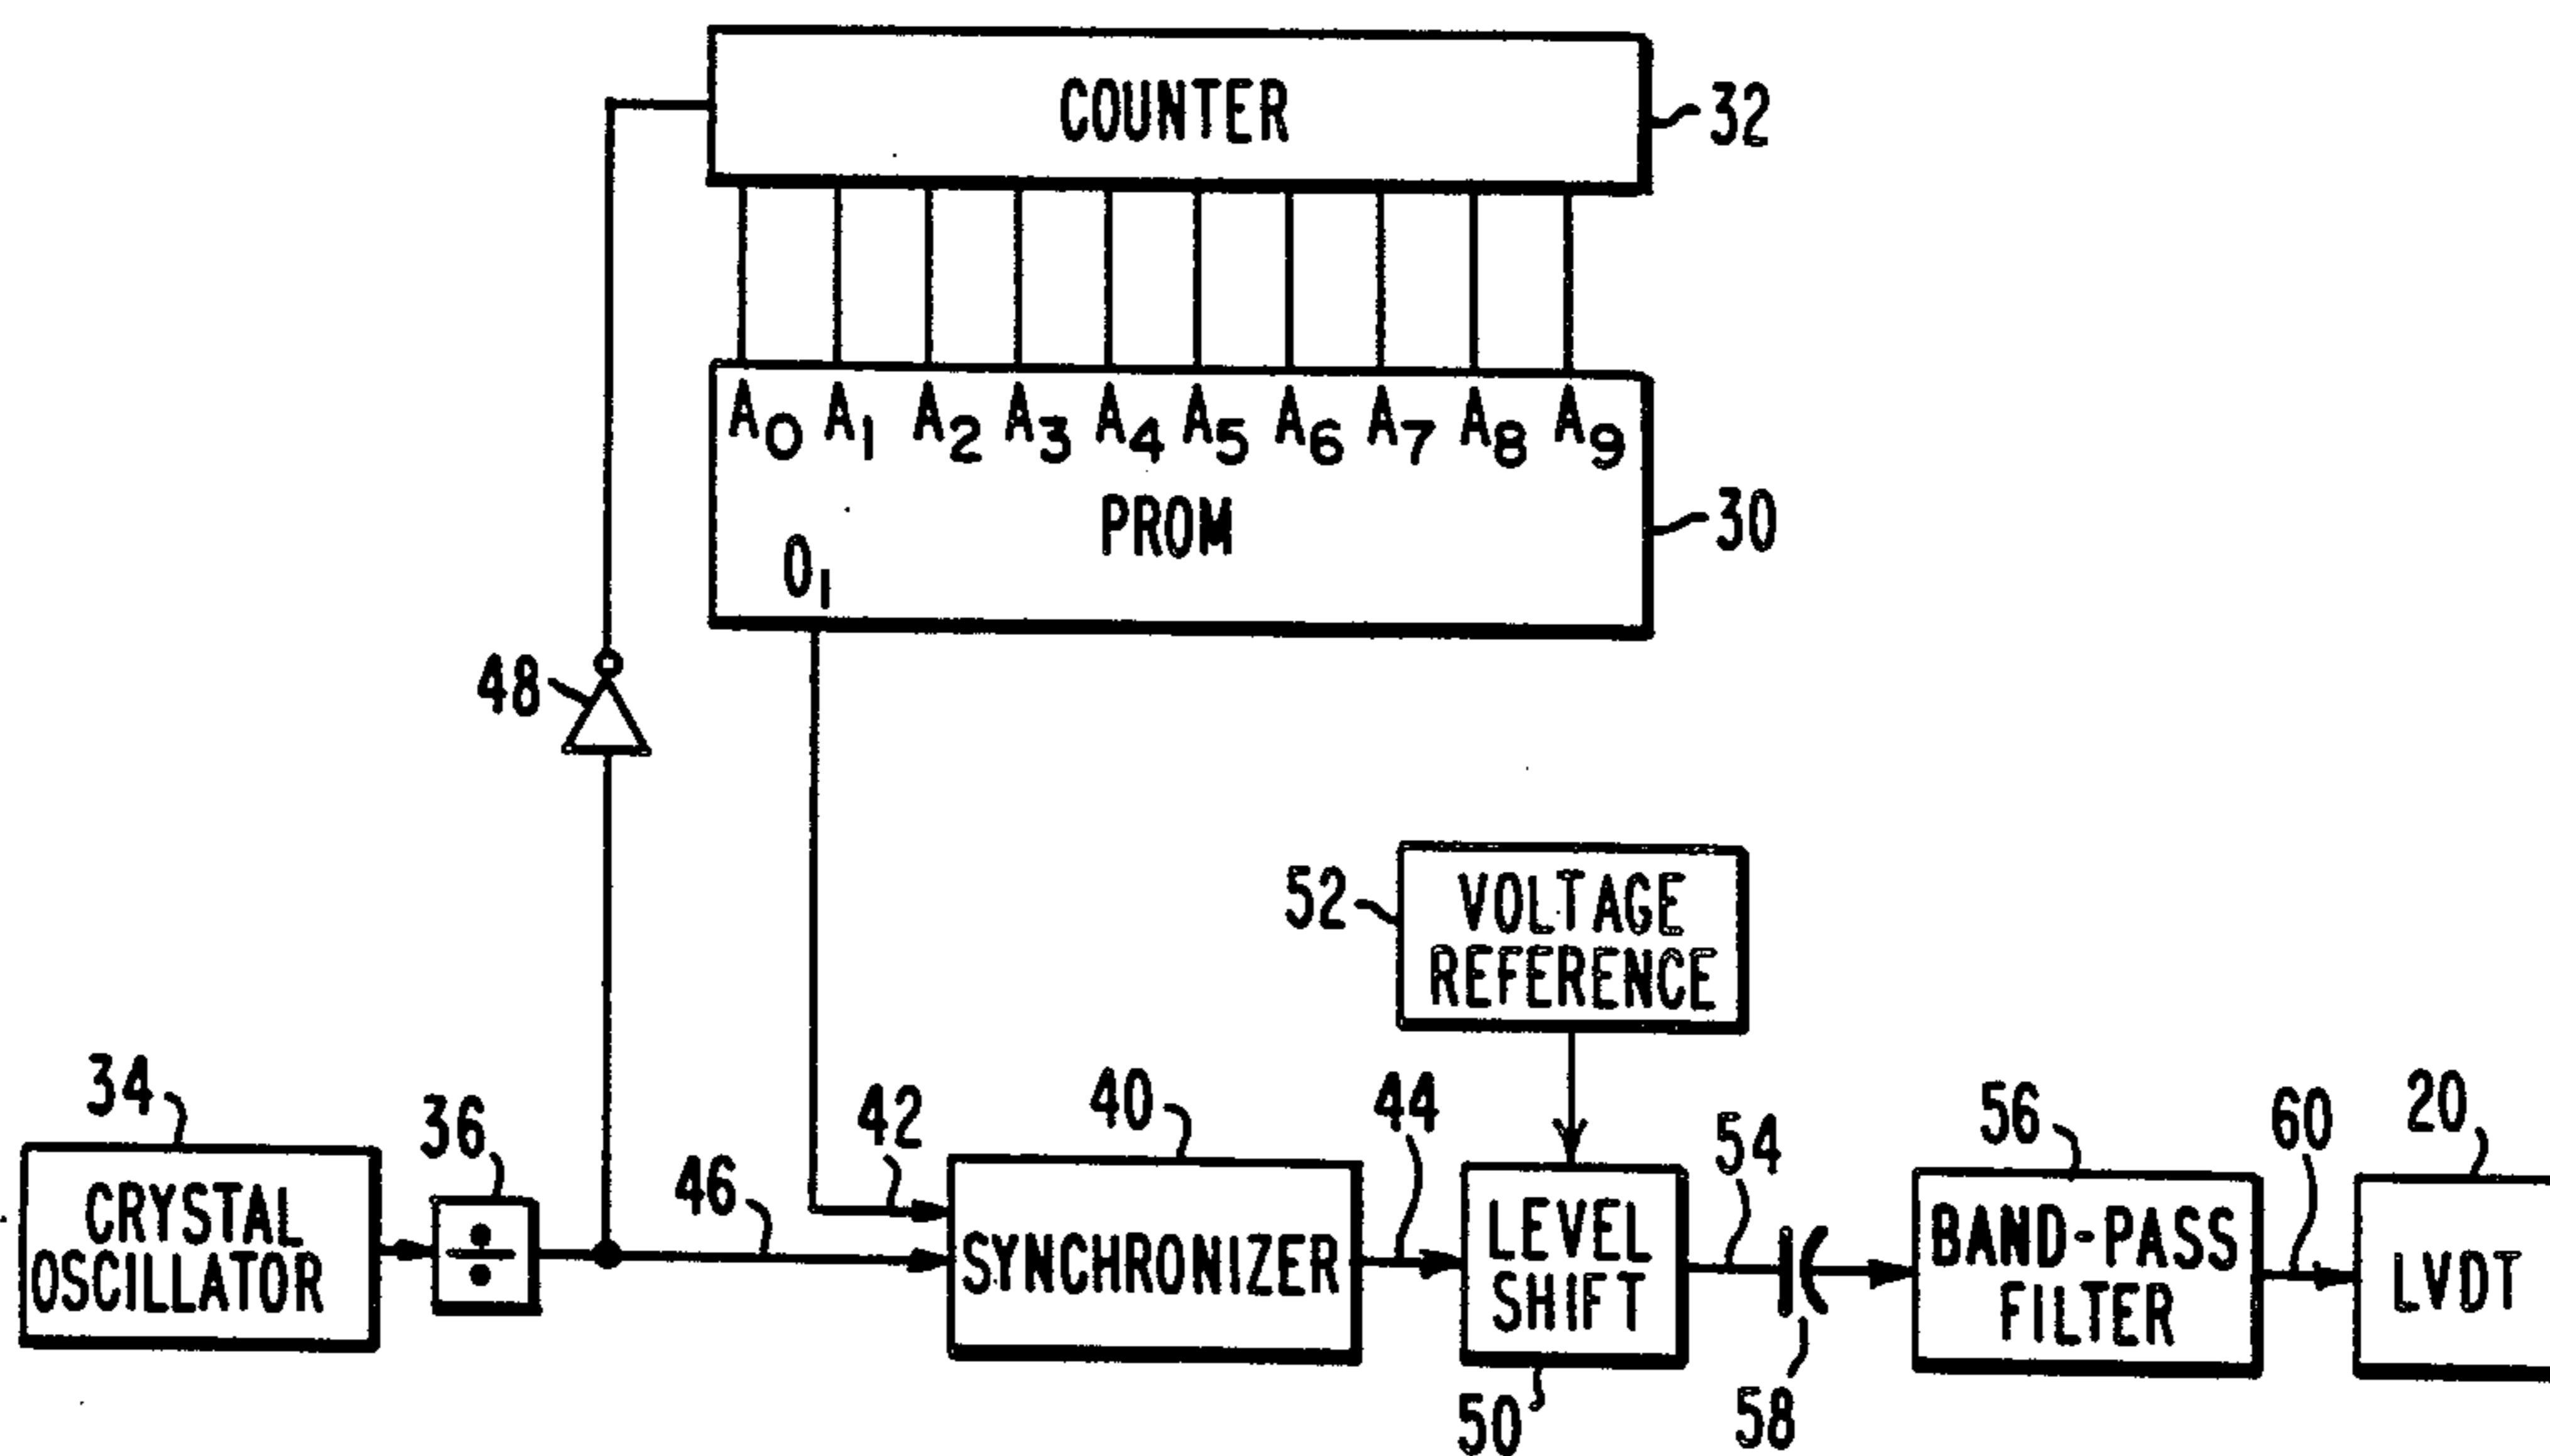 COUNTER
32
A0 A1 A2 A3 A4 A5 A6 A7 A8 A9
PROM
30
O1
48
52
VOLTAGE
REFERENCE
34
36
46
42
40
44
54
56
60
20
CRYSTAL
OSCILLATOR
÷
SYNCHRONIZER
LEVEL
SHIFT
BAND-PASS
FILTER
LVDT
50
58